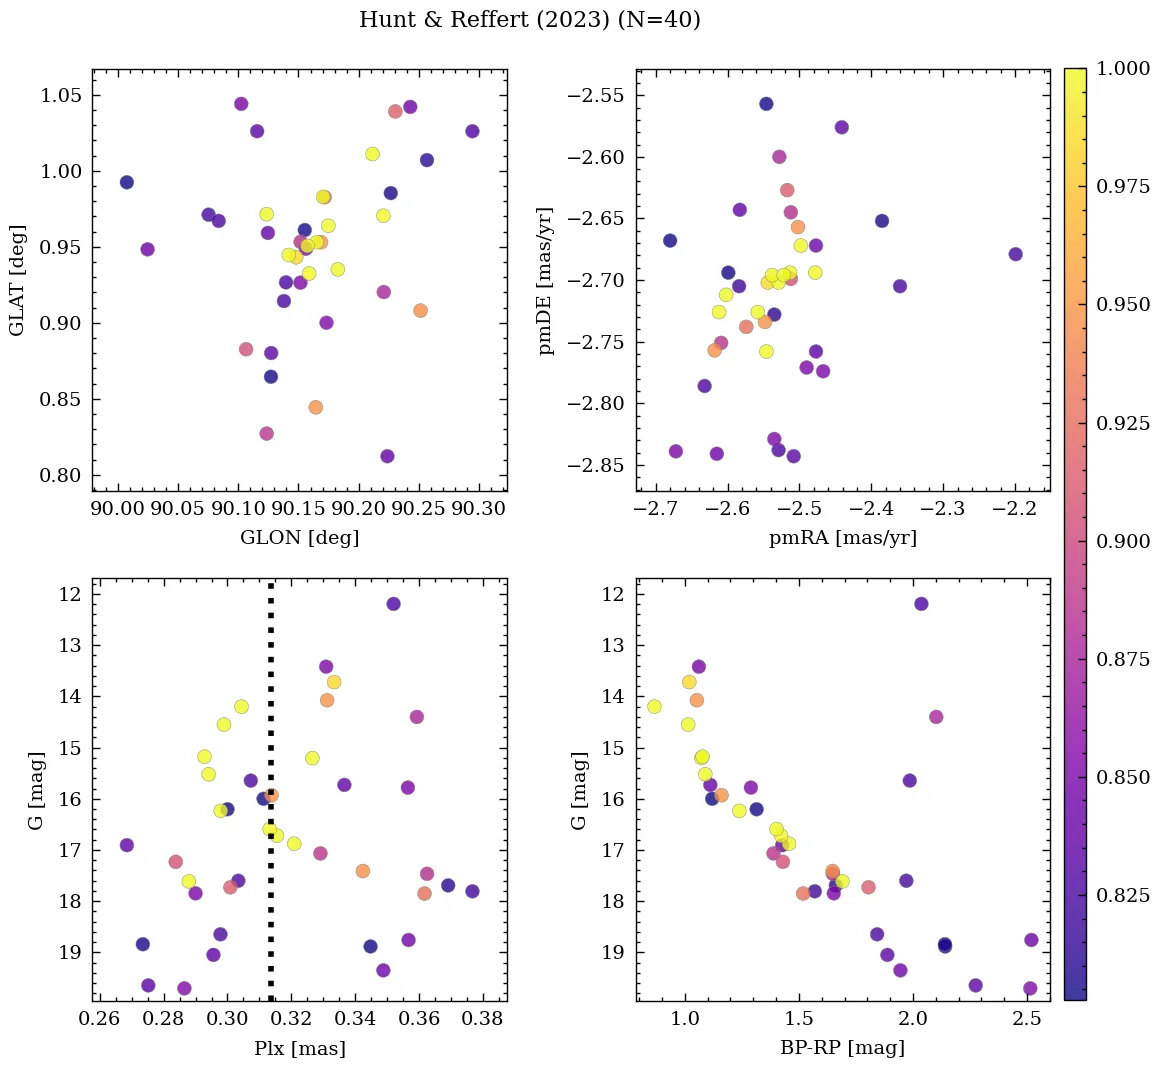 Hunt & Reffert (2023) (N=40)
1.05
1.00
0.95
0.90
0.85
0.80
GLAT [deg]
90.00 90.05 90.10 90.15 90.20 90.25 90.30
GLON [deg]
−2.55
−2.60
−2.65
−2.70
−2.75
−2.80
−2.85
pmDE [mas/yr]
−2.7 −2.6 −2.5 −2.4 −2.3 −2.2
pmRA [mas/yr]
12
13
14
15
16
17
18
19
G [mag]
0.26 0.28 0.30 0.32 0.34 0.36 0.38
Plx [mas]
12
13
14
15
16
17
18
19
G [mag]
1.0 1.5 2.0 2.5
BP-RP [mag]
1.000
0.975
0.950
0.925
0.900
0.875
0.850
0.825